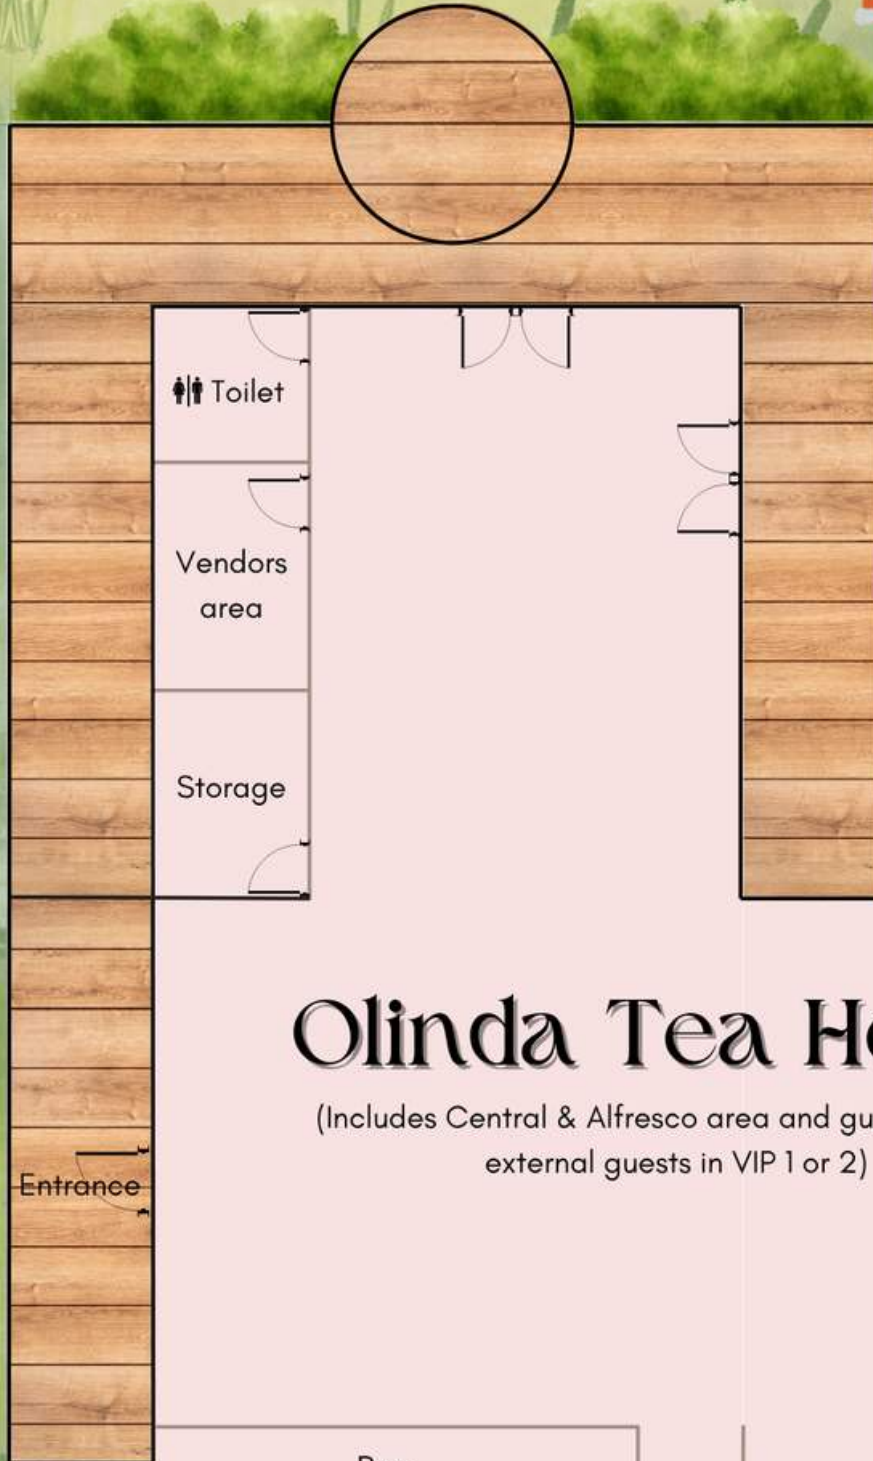 Toilet
Vendors
area
Storage
Olinda Tea
(Includes Central & Alfresco area and
external guests in VIP 1 or 2)
Entrance